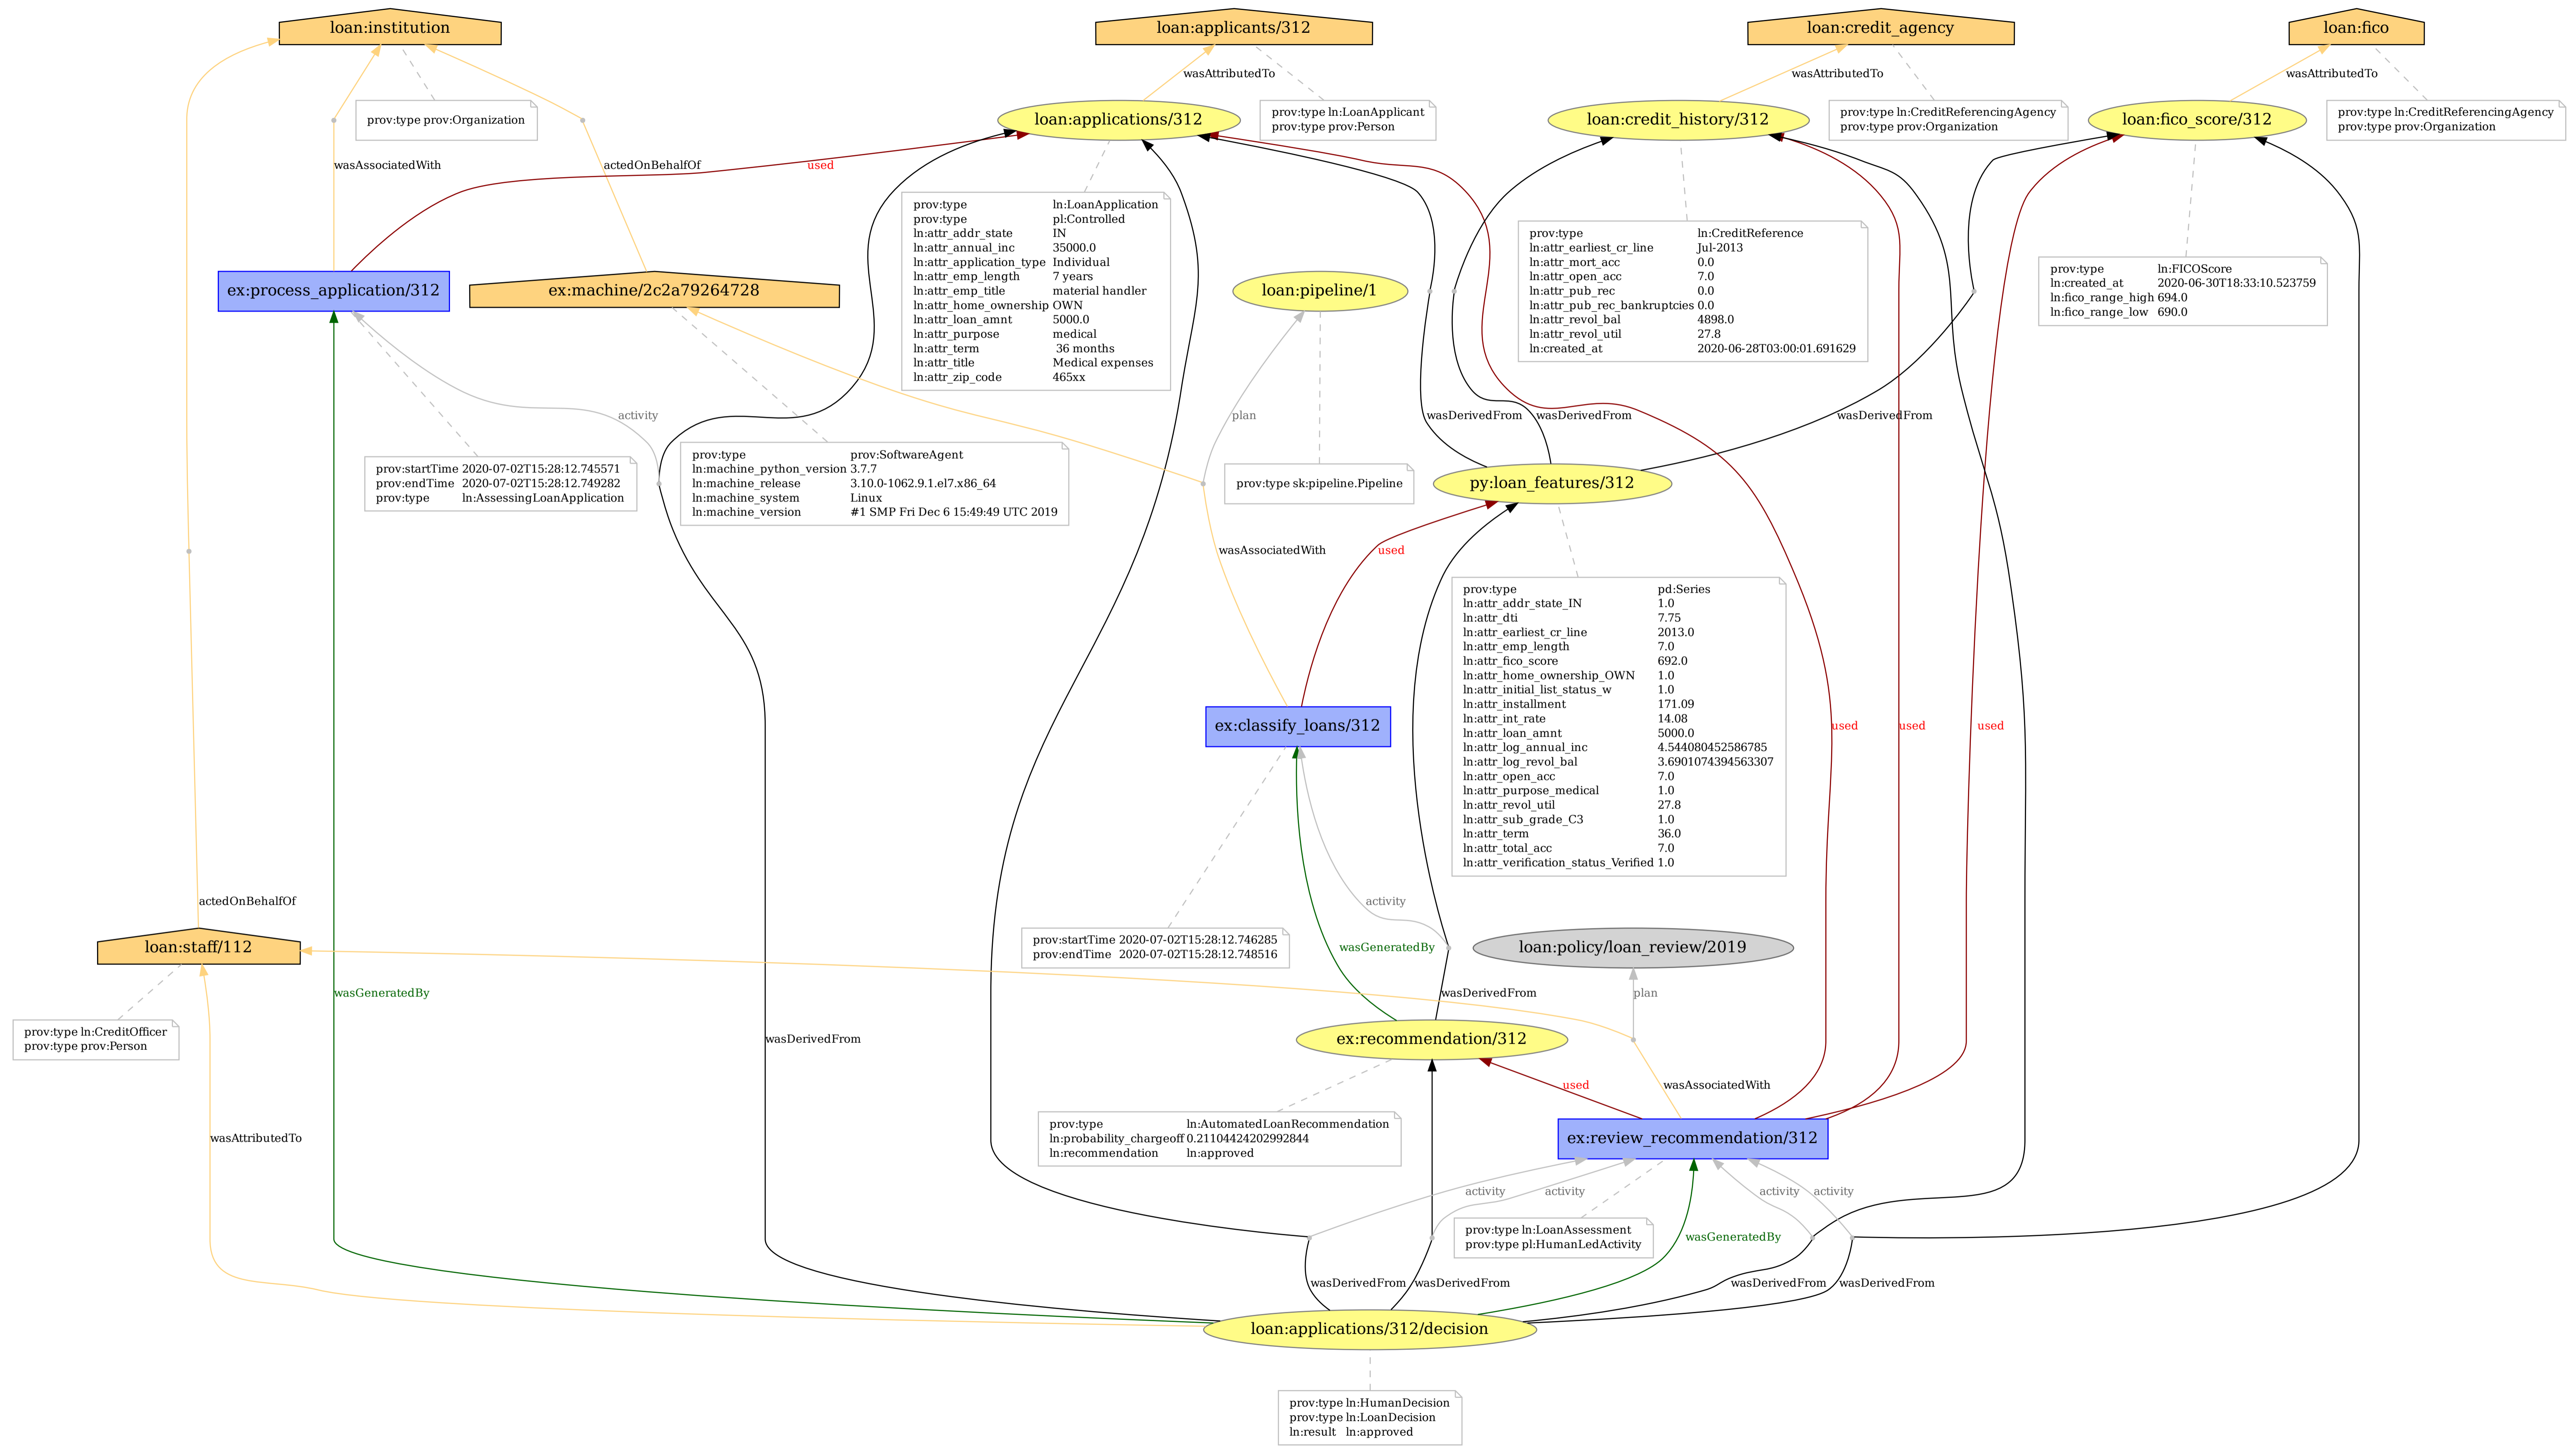 loan:institution
loan:applicants/312
loan:credit_agency
loan:fico
wasAttributedTo
wasAttributedTo
wasAttributedTo
prov:type prov:Organization
loan:applications/312
prov:type ln:LoanApplicant
prov:type prov:Person
loan:credit_history/312
prov:type ln:CreditReferencingAgency
prov:type prov:Organization
loan:fico_score/312
prov:type ln:CreditReferencingAgency
prov:type prov:Organization
wasAssociatedWith
actedOnBehalfOf
used
prov:type ln:LoanApplication
prov:type pl:Controlled
ln:attr_addr_state IN
ln:attr_annual_inc 35000.0
ln:attr_application_type Individual
ln:attr_emp_length 7 years
ln:attr_emp_title material handler
ln:attr_home_ownership OWN
ln:attr_loan_amnt 5000.0
ln:attr_purpose medical
ln:attr_term 36 months
ln:attr_title Medical expenses
ln:attr_zip_code 465xx
prov:type ln:CreditReference
ln:attr_earliest_cr_line Jul-2013
ln:attr_mort_acc 0.0
ln:attr_open_acc 7.0
ln:attr_pub_rec 0.0
ln:attr_pub_rec_bankruptcies 0.0
ln:attr_revol_bal 4898.0
ln:attr_revol_util 27.8
ln:created_at 2020-06-28T03:00:01.691629
prov:type ln:FICOScore
ln:created_at 2020-06-30T18:33:10.523759
ln:fico_range_high 694.0
ln:fico_range_low 690.0
ex:process_application/312
ex:machine/2c2a79264728
loan:pipeline/1
activity
plan
wasDerivedFrom
wasDerivedFrom
wasDerivedFrom
prov:startTime 2020-07-02T15:28:12.745571
prov:endTime 2020-07-02T15:28:12.749282
prov:type ln:AssessingLoanApplication
prov:type prov:SoftwareAgent
ln:machine_python_version 3.7.7
ln:machine_release 3.10.0-1062.9.1.el7.x86_64
ln:machine_system Linux
ln:machine_version #1 SMP Fri Dec 6 15:49:49 UTC 2019
prov:type sk:pipeline.Pipeline
py:loan_features/312
wasAssociatedWith
used
prov:type pd:Series
ln:attr_addr_state_IN 1.0
ln:attr_dti 7.75
ln:attr_earliest_cr_line 2013.0
ln:attr_emp_length 7.0
ln:attr_fico_score 692.0
ln:attr_home_ownership_OWN 1.0
ln:attr_initial_list_status_w 1.0
ln:attr_installment 171.09
ln:attr_int_rate 14.08
ln:attr_loan_amnt 5000.0
ln:attr_log_annual_inc 4.544080452586785
ln:attr_log_revol_bal 3.6901074394563307
ln:attr_open_acc 7.0
ln:attr_purpose_medical 1.0
ln:attr_revol_util 27.8
ln:attr_sub_grade_C3 1.0
ln:attr_term 36.0
ln:attr_total_acc 7.0
ln:attr_verification_status_Verified 1.0
ex:classify_loans/312
used
used
used
actedOnBehalfOf
activity
loan:staff/112
prov:startTime 2020-07-02T15:28:12.746285
prov:endTime 2020-07-02T15:28:12.748516
wasGeneratedBy
loan:policy/loan_review/2019
wasGeneratedBy
wasDerivedFrom
plan
prov:type ln:CreditOfficer
prov:type prov:Person
wasDerivedFrom
ex:recommendation/312
used
wasAssociatedWith
prov:type ln:AutomatedLoanRecommendation
ln:probability_chargeoff 0.21104424202992844
ln:recommendation ln:approved
wasAttributedTo
ex:review_recommendation/312
activity
activity
activity
activity
prov:type ln:LoanAssessment
prov:type pl:HumanLedActivity
wasGeneratedBy
wasDerivedFrom
wasDerivedFrom
wasDerivedFrom
wasDerivedFrom
loan:applications/312/decision
prov:type ln:HumanDecision
prov:type ln:LoanDecision
ln:result ln:approved